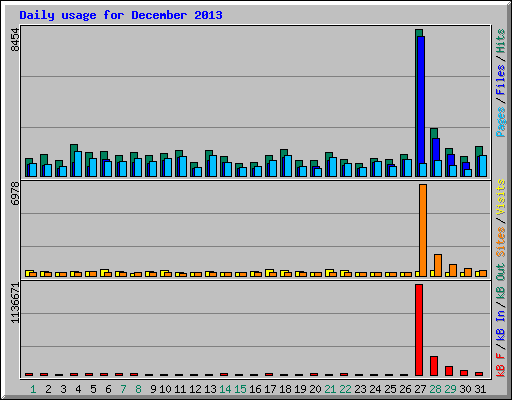 Daily usage for December 2013
8454
6978
1136671
Pages / Files / Hits
Sites / Visits
kB F / kB In / kB Out
1 2 3 4 5 6 7 8 9 10 11 12 13 14 15 16 17 18 19 20 21 22 23 24 25 26 27 28 29 30 31